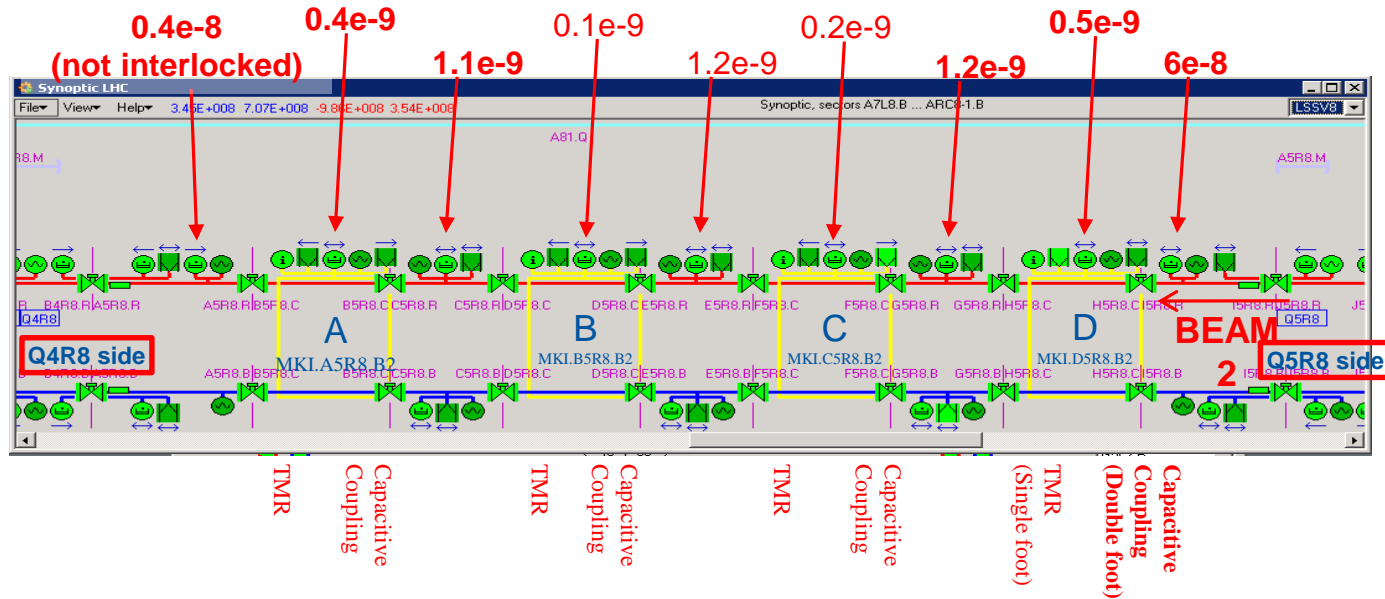 0.4e-8
(not interlocked)
0.4e-9
1.1e-9
0.1e-9
1.2e-9
0.2e-9
1.2e-9
0.5e-9
6e-8
Synoptic LHC
File View Help 3.45E+008 7.07E+008 -9.86E+008 3.54E+008 Synoptic, sectors A7L8.B ... ARC8-1.B LSSV8
A81.Q
R8.M A5R8.M
B4R8.R A5R8.R A5R8.R B5R8.C B5R8.C C5R8.R C5R8.R D5R8.C D5R8.C E5R8.R E5R8.R F5R8.C F5R8.C G5R8.R G5R8.R H5R8.C H5R8.C I5R8.R I5R8.R
Q4R8 Q5R8
A B C D
BEAM
2
MKI.A5R8.B2 MKI.B5R8.B2 MKI.C5R8.B2 MKI.D5R8.B2
Q4R8 side Q5R8 side
B4R8.B A5R8.B A5R8.B B5R8.C B5R8.C C5R8.B C5R8.B D5R8.C D5R8.C E5R8.B E5R8.B F5R8.C F5R8.C G5R8.B G5R8.B H5R8.C H5R8.C I5R8.B I5R8.B
TMR
Capacitive
Coupling
TMR
Capacitive
Coupling
TMR
Capacitive
Coupling
TMR
(Single foot)
Capacitive
Coupling
(Double foot)